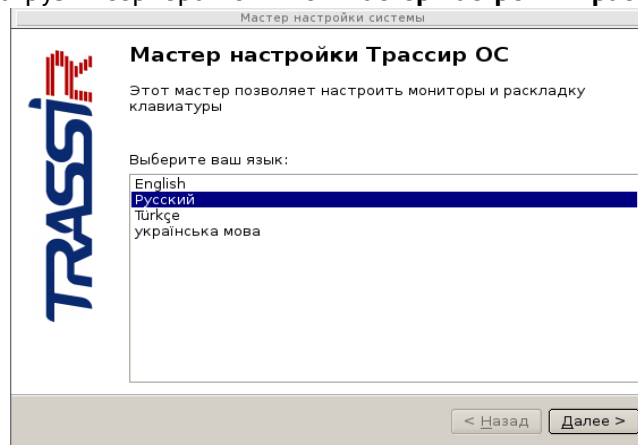 Мастер настройки системы
TRASSIR
Мастер настройки Трассир ОС
Этот мастер позволяет настроить мониторы и раскладку
клавиатуры
Выберите ваш язык:
English
Русский
Türkçe
українська мова
< Назад
Далее >